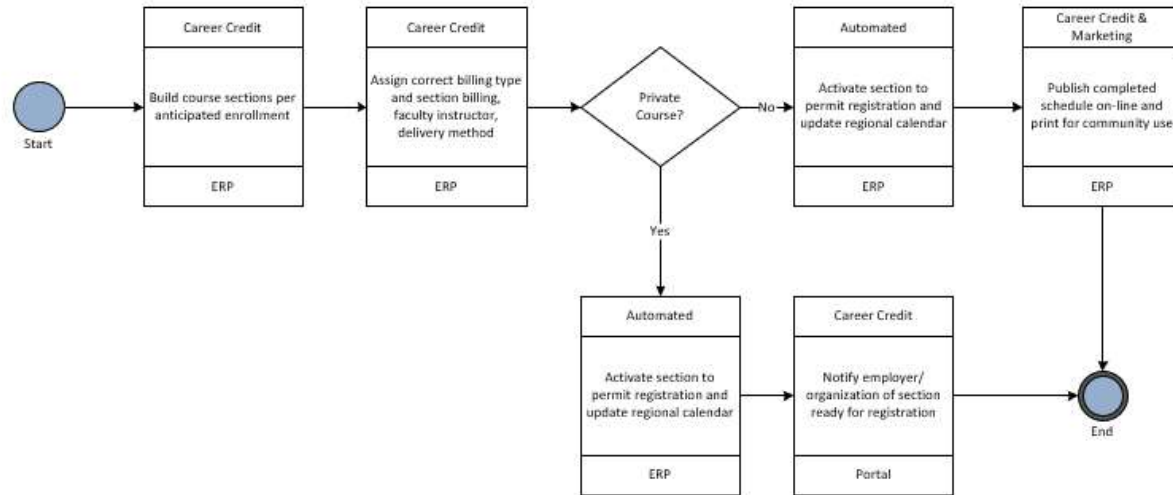 Career Credit
Build course sections per
anticipated enrollment
ERP
Career Credit
Assign correct billing type
and section billing,
faculty instructor,
delivery method
ERP
Private
Course?
No
Automated
Activate section to
permit registration and
update regional calendar
ERP
Career Credit &
Marketing
Publish completed
schedule on-line and
print for community use
ERP
Start
Yes
Automated
Activate section to
permit registration and
update regional calendar
ERP
Career Credit
Notify employer/
organization of section
ready for registration
Portal
End